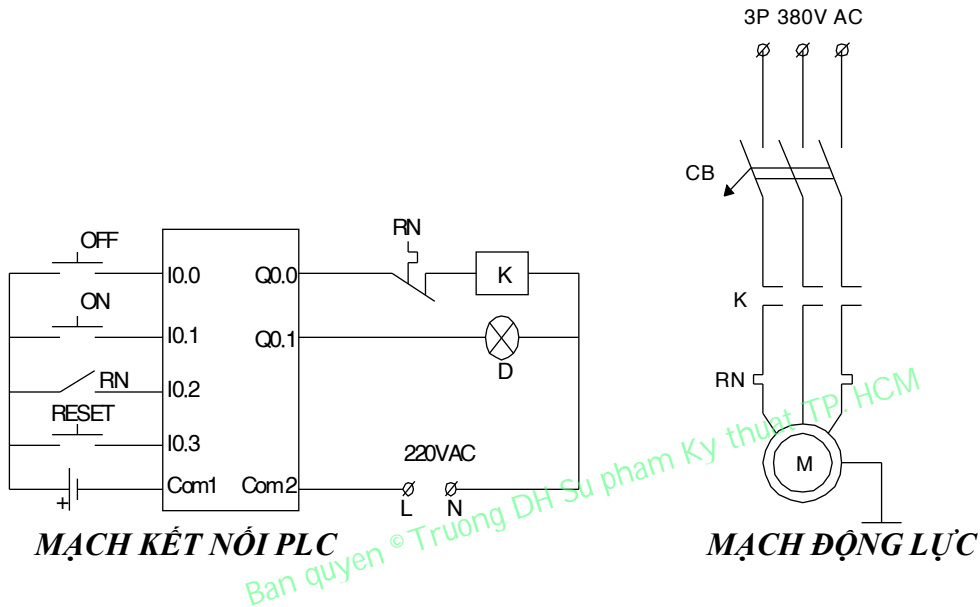 3P 380V AC
CB
K
RN
M
MẠCH ĐỘNG LỰC
OFF
I0.0
ON
I0.1
RN
I0.2
RESET
I0.3
Com1
Q0.0
Q0.1
Com2
RN
K
D
220VAC
L
N
+
MẠCH KẾT NỐI PLC
Ban quyen © Truong DH Su pham Ky thuat TP. HCM